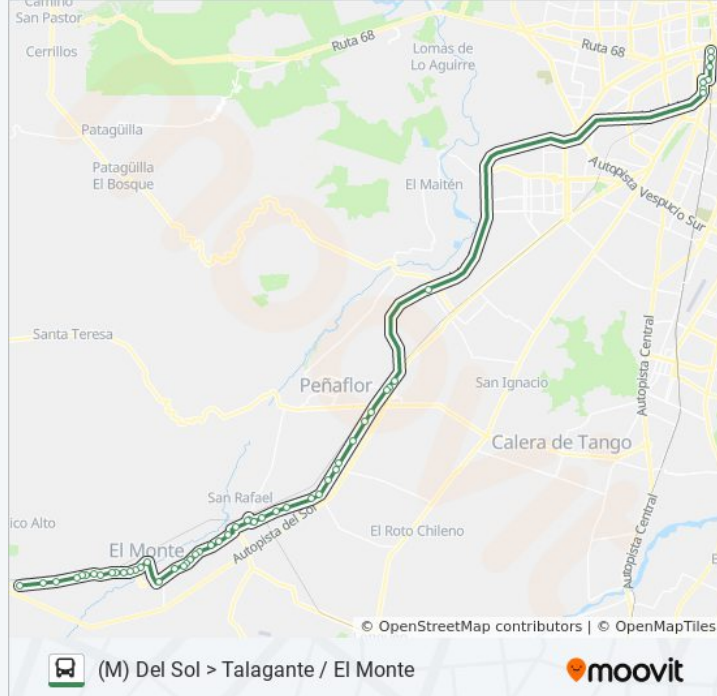 Camino
San Pastor
Cerrillos
Ruta 68
Lomas de
Lo Aguirre
Ruta 68
Patagüilla
Patagüilla
El Bosque
El Maitén
Autopista Vespucio Sur
Santa Teresa
Peñaflor
San Ignacio
Autopista Central
Calera de Tango
San Rafael
ico Alto
Autopista del Sol
El Roto Chileno
Autopista Central
El Monte
© OpenStreetMap contributors | © OpenMapTiles
(M) Del Sol > Talagante / El Monte
moovit